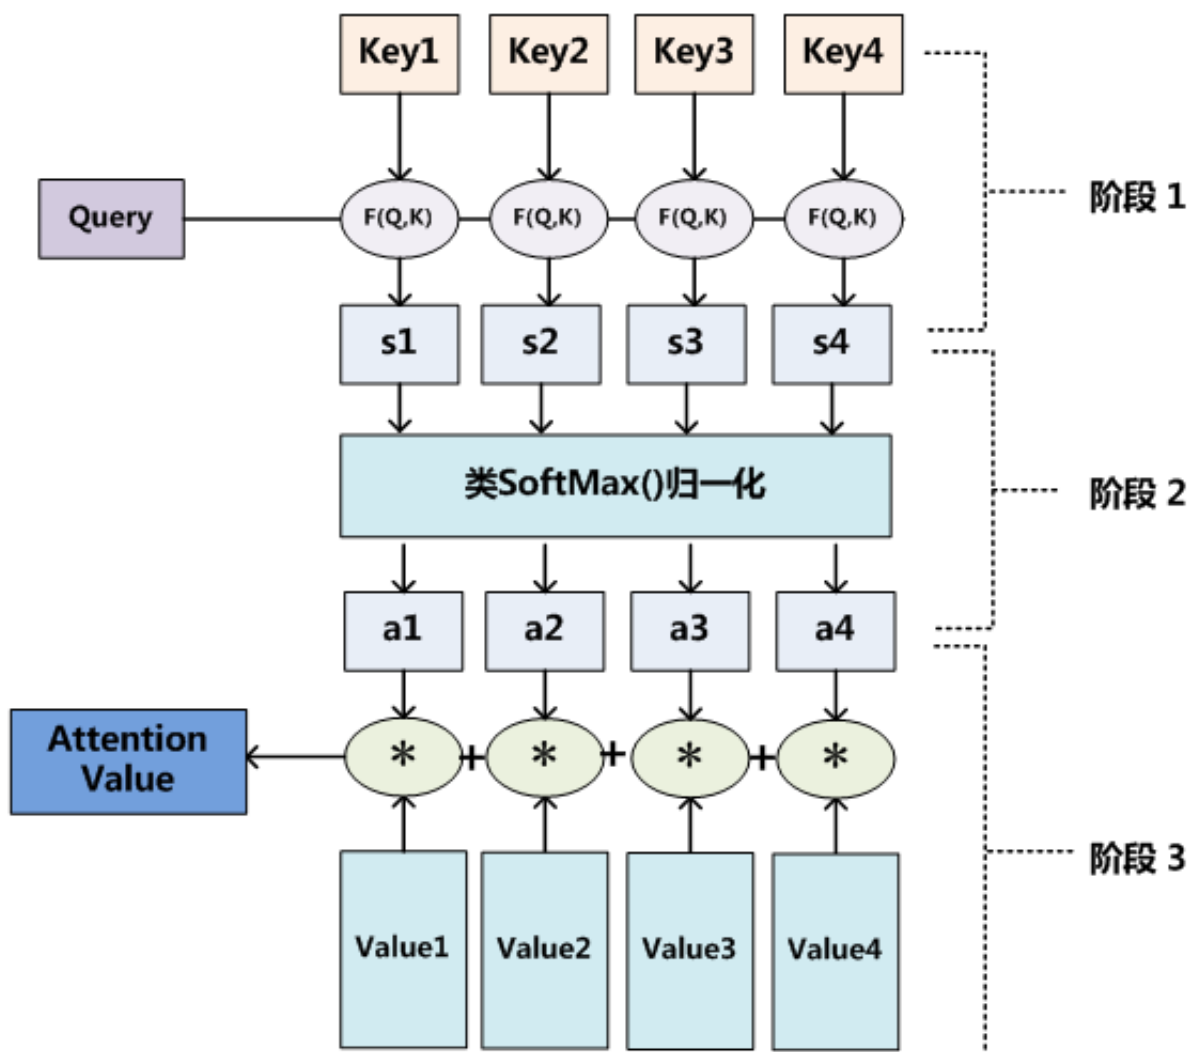 Key1
Key2
Key3
Key4
阶段 1
Query
F(Q,K)
F(Q,K)
F(Q,K)
F(Q,K)
s1
s2
s3
s4
类SoftMax()归一化
阶段 2
a1
a2
a3
a4
Attention
Value
*
+
*
+
*
+
*
阶段 3
Value1
Value2
Value3
Value4